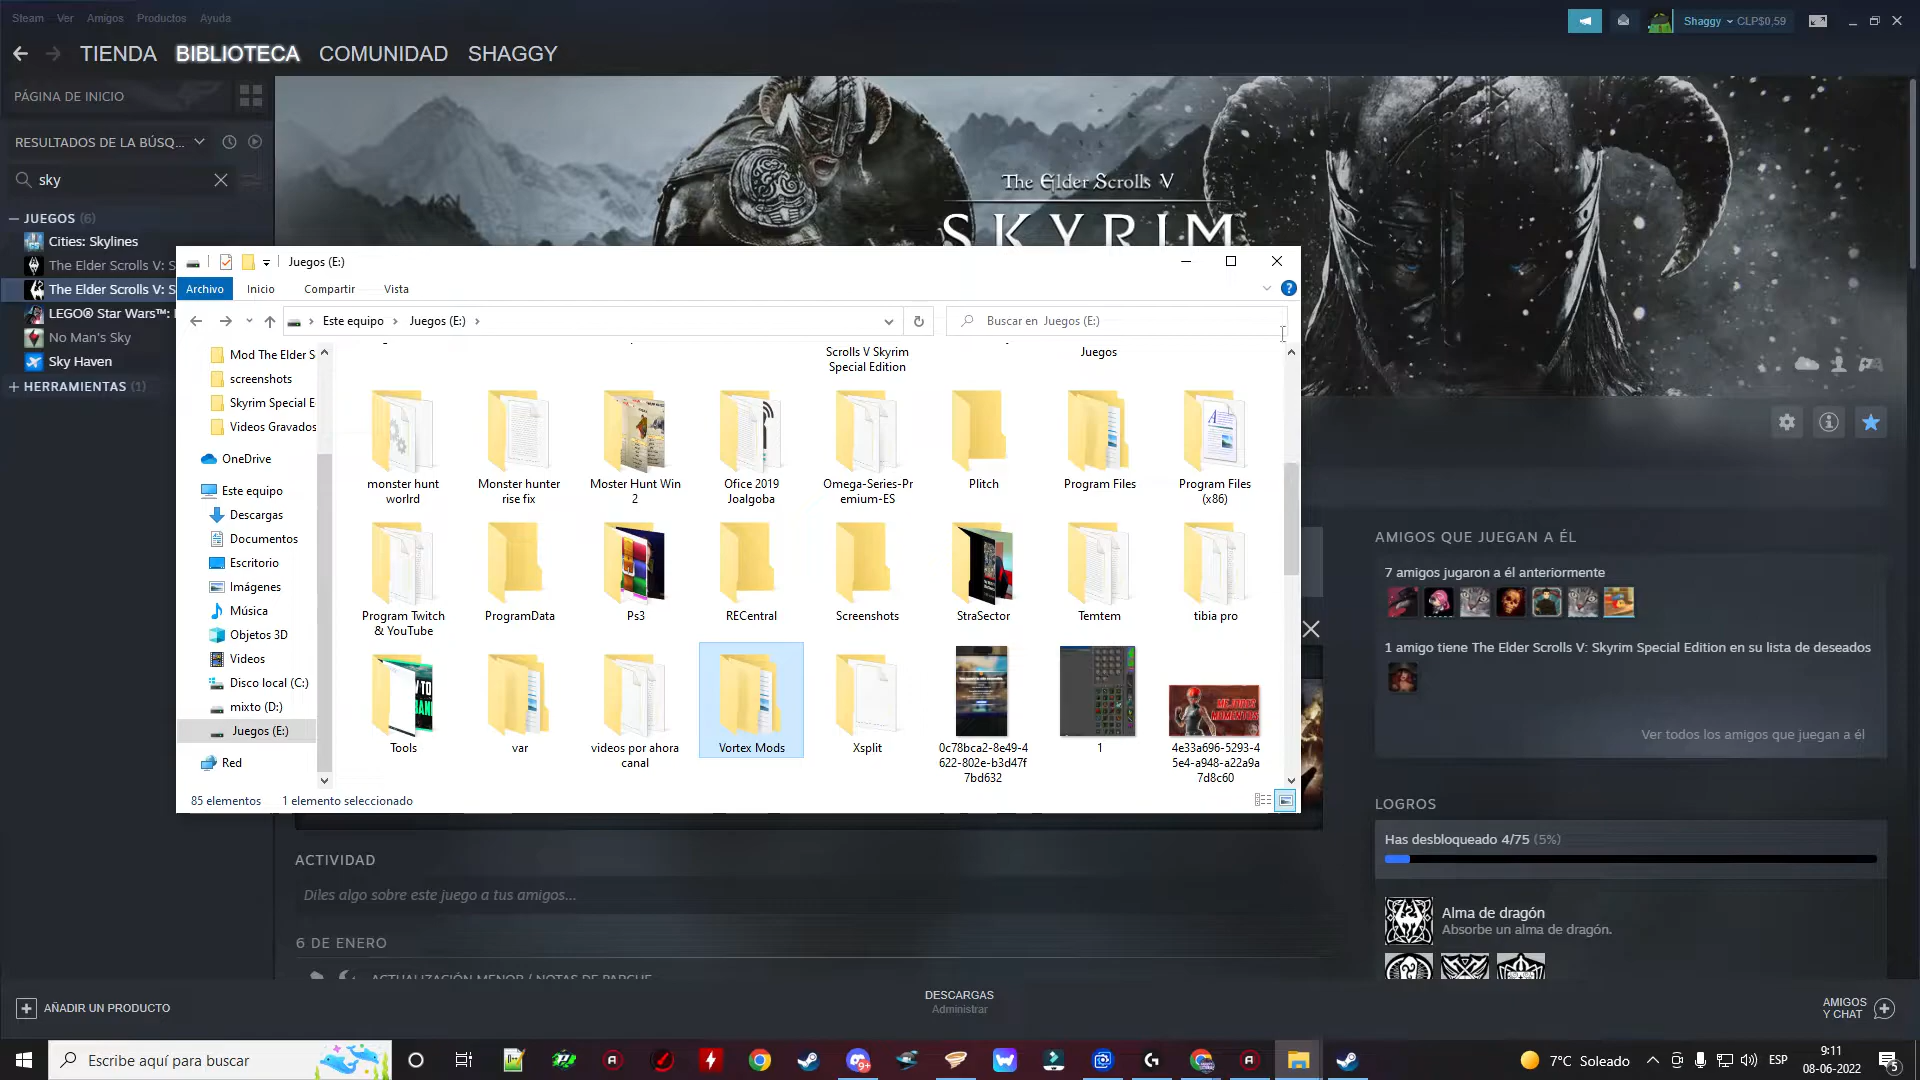 Steam Ver Amigos Productos Ayuda
Shaggy CLP$0,59
TIENDA BIBLIOTECA COMUNIDAD SHAGGY
PÁGINA DE INICIO
RESULTADOS DE LA BÚSQ...
sky
JUEGOS (6)
Cities: Skylines
The Elder Scrolls V: S
The Elder Scrolls V: S
LEGO® Star Wars™:
No Man's Sky
Sky Haven
HERRAMIENTAS (1)
The Elder Scrolls V
SKYRIM
Juegos (E:)
Archivo Inicio Compartir Vista
Este equipo Juegos (E:)
Buscar en Juegos (E:)
Mod The Elder S
screenshots
Skyrim Special E
Videos Gravados
OneDrive
Este equipo
Descargas
Documentos
Escritorio
Imágenes
Música
Objetos 3D
Videos
Disco local (C:)
mixto (D:)
Juegos (E:)
Red
Scrolls V Skyrim
Special Edition
Juegos
monster hunt
worlrd
Monster hunter
rise fix
Moster Hunt Win
2
Ofice 2019
Joalgoba
Omega-Series-Pr
emium-ES
Plitch
Program Files
Program Files
(x86)
Program Twitch
& YouTube
ProgramData
Ps3
RECentral
Screenshots
StraSector
Temtem
tibia pro
Tools
var
videos por ahora
canal
Vortex Mods
Xsplit
0c78bca2-8e49-4
622-802e-b3d47f
7bd632
1
MEJORES
MOMENTOS
4e33a696-5293-4
5e4-a948-a22a9a
7d8c60
85 elementos 1 elemento seleccionado
AMIGOS QUE JUEGAN A ÉL
7 amigos jugaron a él anteriormente
1 amigo tiene The Elder Scrolls V: Skyrim Special Edition en su lista de deseados
Ver todos los amigos que juegan a él
LOGROS
Has desbloqueado 4/75 (5%)
Alma de dragón
Absorbe un alma de dragón.
ACTIVIDAD
Diles algo sobre este juego a tus amigos...
6 DE ENERO
ACTUALIZACIÓN MENOR / NOTAS DE PARCHE
AÑADIR UN PRODUCTO
DESCARGAS
Administrar
AMIGOS
Y CHAT
Escribe aquí para buscar
9+
7°C Soleado
ESP
9:11
08-06-2022
5